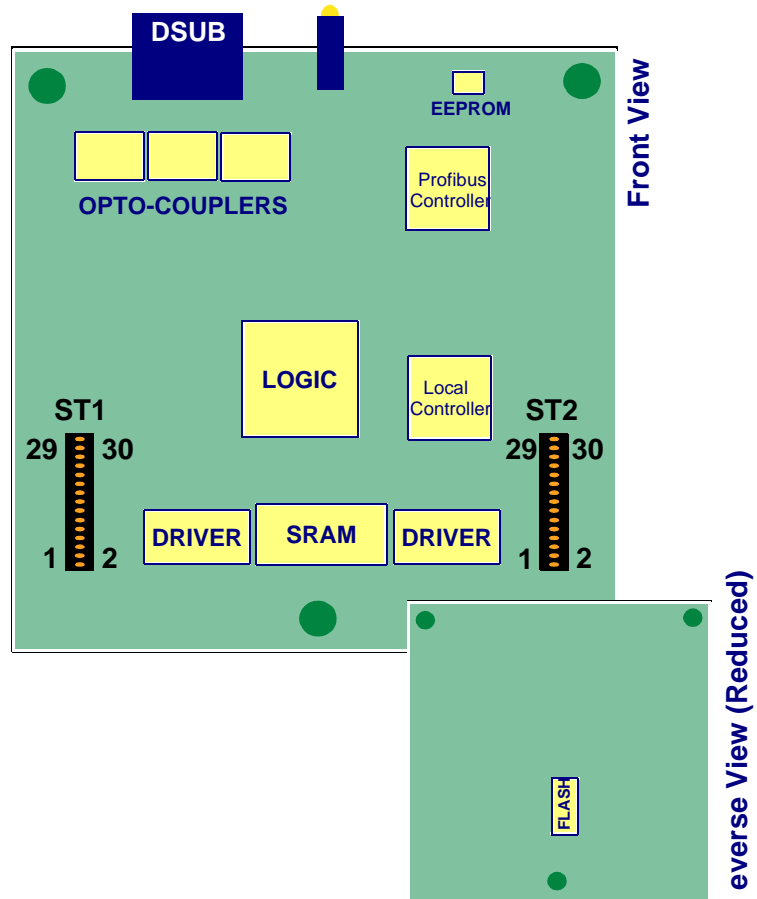 DSUB
EEPROM
Front View
OPTO-COUPLERS
Profibus
Controller
LOGIC
Local
Controller
ST1
29 30
1 2
ST2
29 30
1 2
DRIVER
SRAM
DRIVER
FLASH
everse View (Reduced)